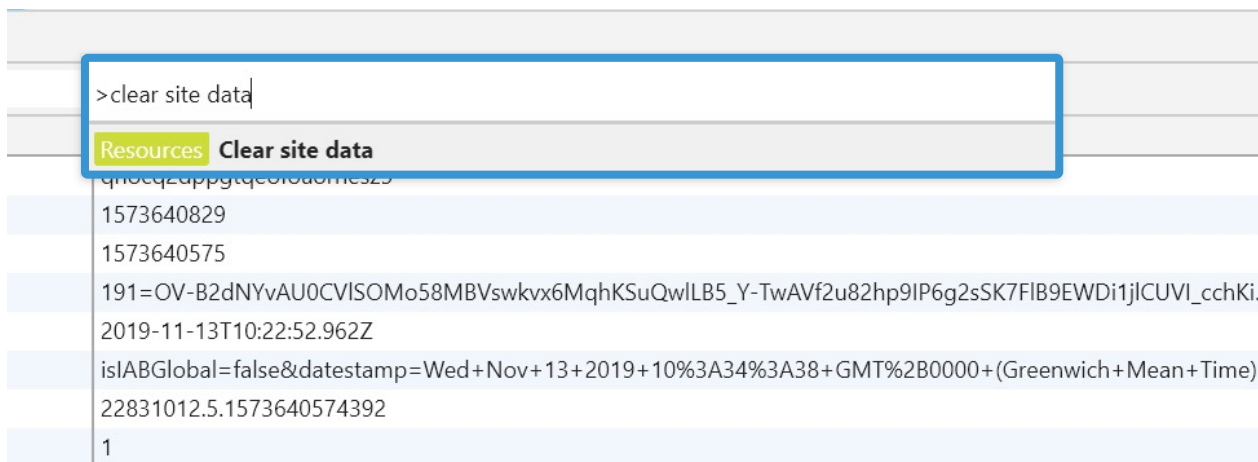 >clear site data
Resources Clear site data
1573640829
1573640575
191=OV-B2dNYvAU0CVlSOMo58MBVswkvx6MqhKSuQwlLB5_Y-TwAVf2u82hp9IP6g2sSK7FlB9EWDi1jlCUVI_cchKi.
2019-11-13T10:22:52.962Z
isIABGlobal=false&datestamp=Wed+Nov+13+2019+10%3A34%3A38+GMT%2B0000+(Greenwich+Mean+Time)
22831012.5.1573640574392
1